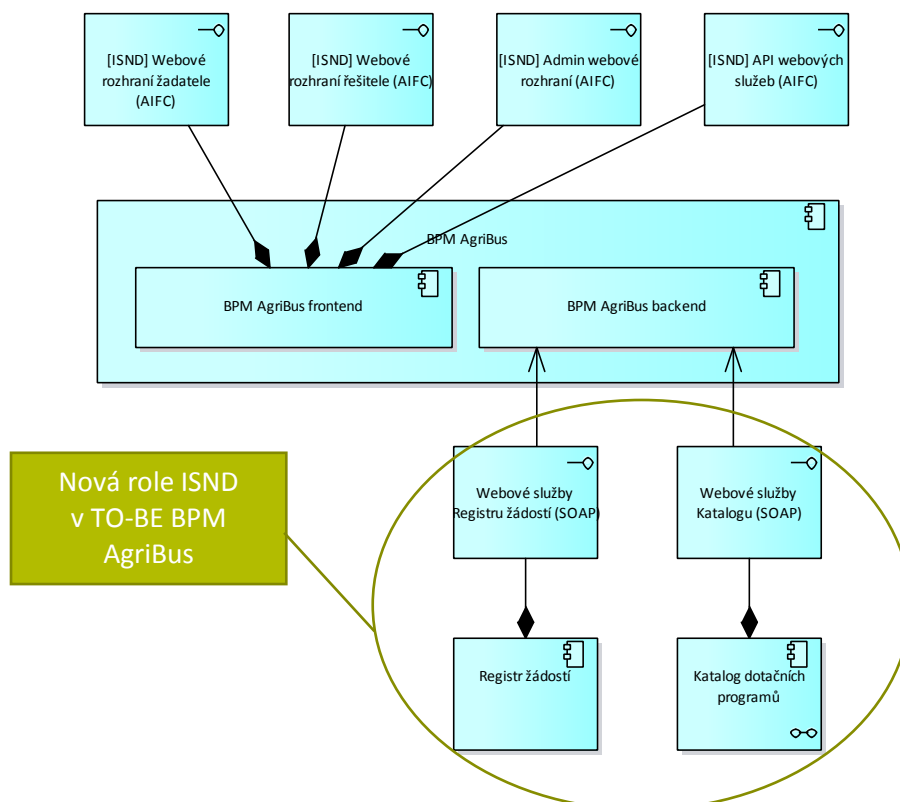 [ISND] Webové
rozhraní žadatele
(AIFC)
[ISND] Webové
rozhraní řešitele (AIFC)
[ISND] Admin webové
rozhraní (AIFC)
[ISND] API webových
služeb (AIFC)
BPM AgriBus
BPM AgriBus frontend
BPM AgriBus backend
Nová role ISND
v TO-BE BPM
AgriBus
Webové služby
Registru žádostí (SOAP)
Webové služby
Katalogu (SOAP)
Registr žádostí
Katalog dotačních
programů